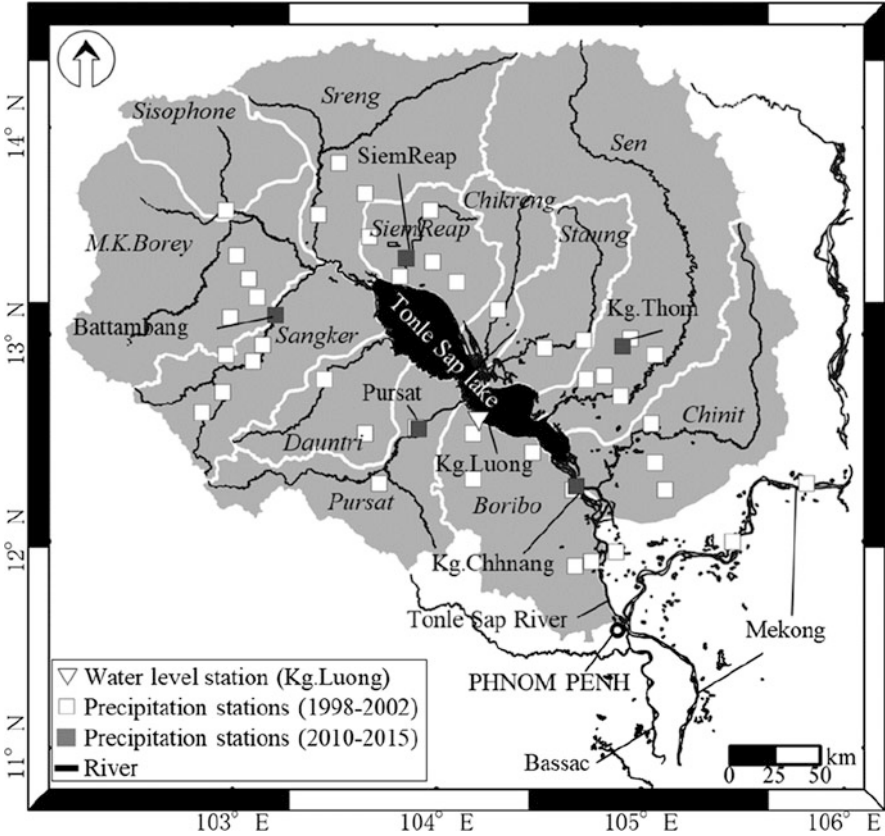 Sreng
Sisophone
Sen
SiemReap
Chikreng
SiemReap
Staung
M.K.Borey
Kg.Thom
Battambang
Sangker
Tonle Sap lake
Pursat
Chinit
Dauntri
Kg.Luong
Pursat
Boribo
Kg.Chhnang
Tonle Sap River
Mekong
PHNOM PENH
Bassac
Water level station (Kg.Luong)
Precipitation stations (1998-2002)
Precipitation stations (2010-2015)
River
km
0 25 50
14° N
13° N
12° N
11° N
103° E 104° E 105° E 106° E